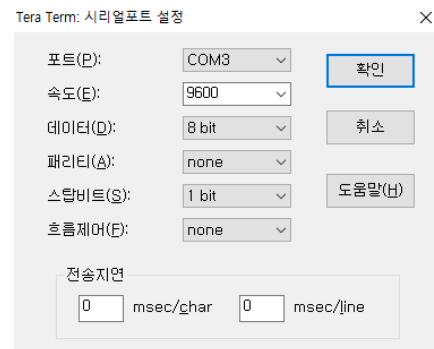 Tera Term: 시리얼포트 설정
포트(P): COM3 확인
속도(E): 9600
데이터(D): 8 bit 취소
패리티(A): none
스탑비트(S): 1 bit 도움말(H)
흐름제어(F): none
전송지연
0 msec/char 0 msec/line